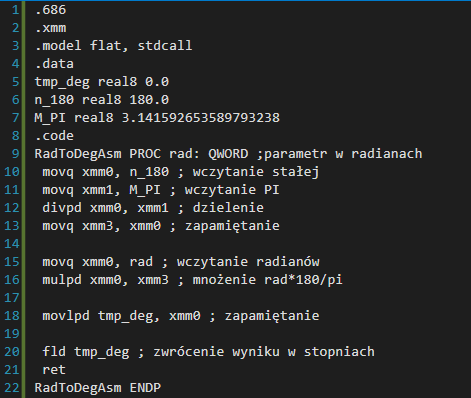 1 .686
2 .xmm
3 .model flat, stdcall
4 .data
5 tmp_deg real8 0.0
6 n_180 real8 180.0
7 M_PI real8 3.141592653589793238
8 .code
9 RadToDegAsm PROC rad: QWORD ;parametr w radianach
10 movq xmm0, n_180 ; wczytanie stałej
11 movq xmm1, M_PI ; wczytanie PI
12 divpd xmm0, xmm1 ; dzielenie
13 movq xmm3, xmm0 ; zapamiętanie
14
15 movq xmm0, rad ; wczytanie radianów
16 mulpd xmm0, xmm3 ; mnożenie rad*180/pi
17
18 movlpd tmp_deg, xmm0 ; zapamiętanie
19
20 fld tmp_deg ; zwrócenie wyniku w stopniach
21 ret
22 RadToDegAsm ENDP